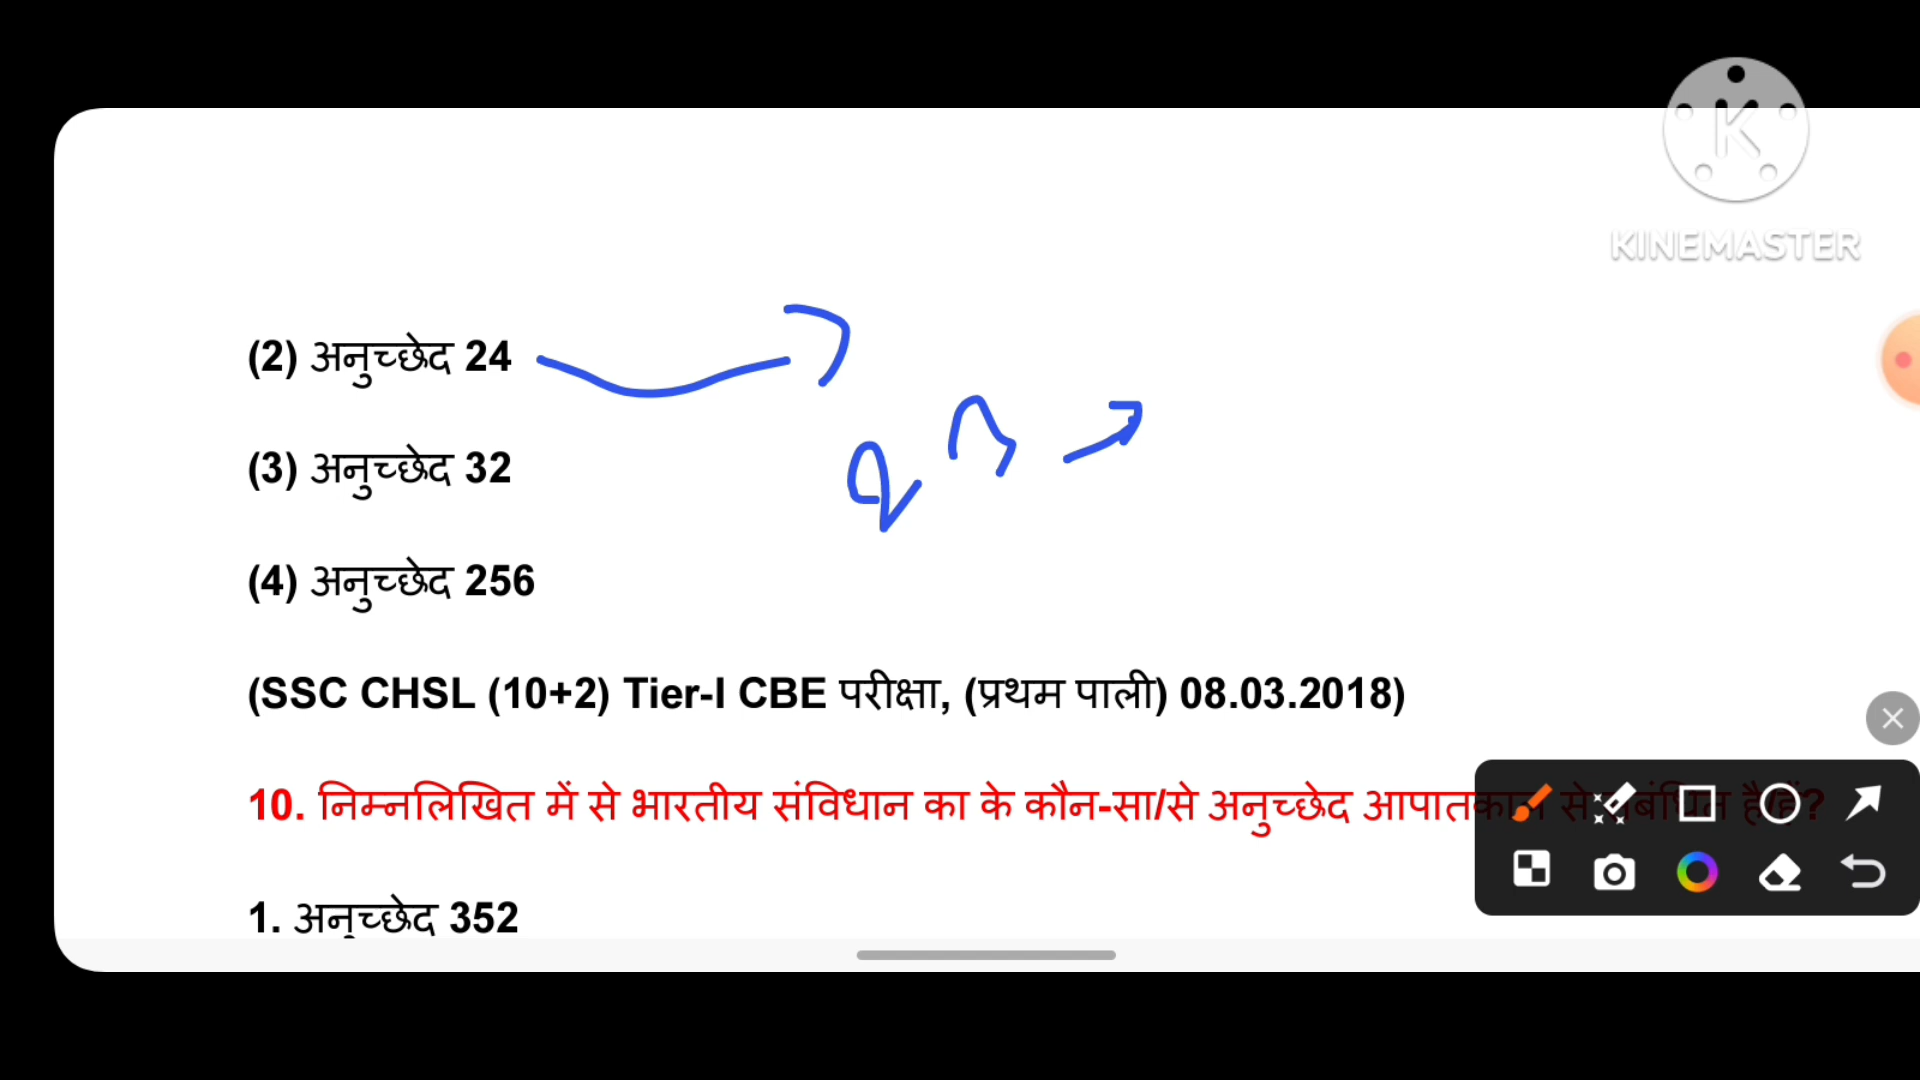 KINEMASTER
(2) अनुच्छेद 24
(3) अनुच्छेद 32
(4) अनुच्छेद 256
(SSC CHSL (10+2) Tier-I CBE परीक्षा, (प्रथम पाली) 08.03.2018)
10. निम्नलिखित में से भारतीय संविधान का के कौन-सा/से अनुच्छेद आपातकाल से संबंधित है/हैं?
1. अनुच्छेद 352